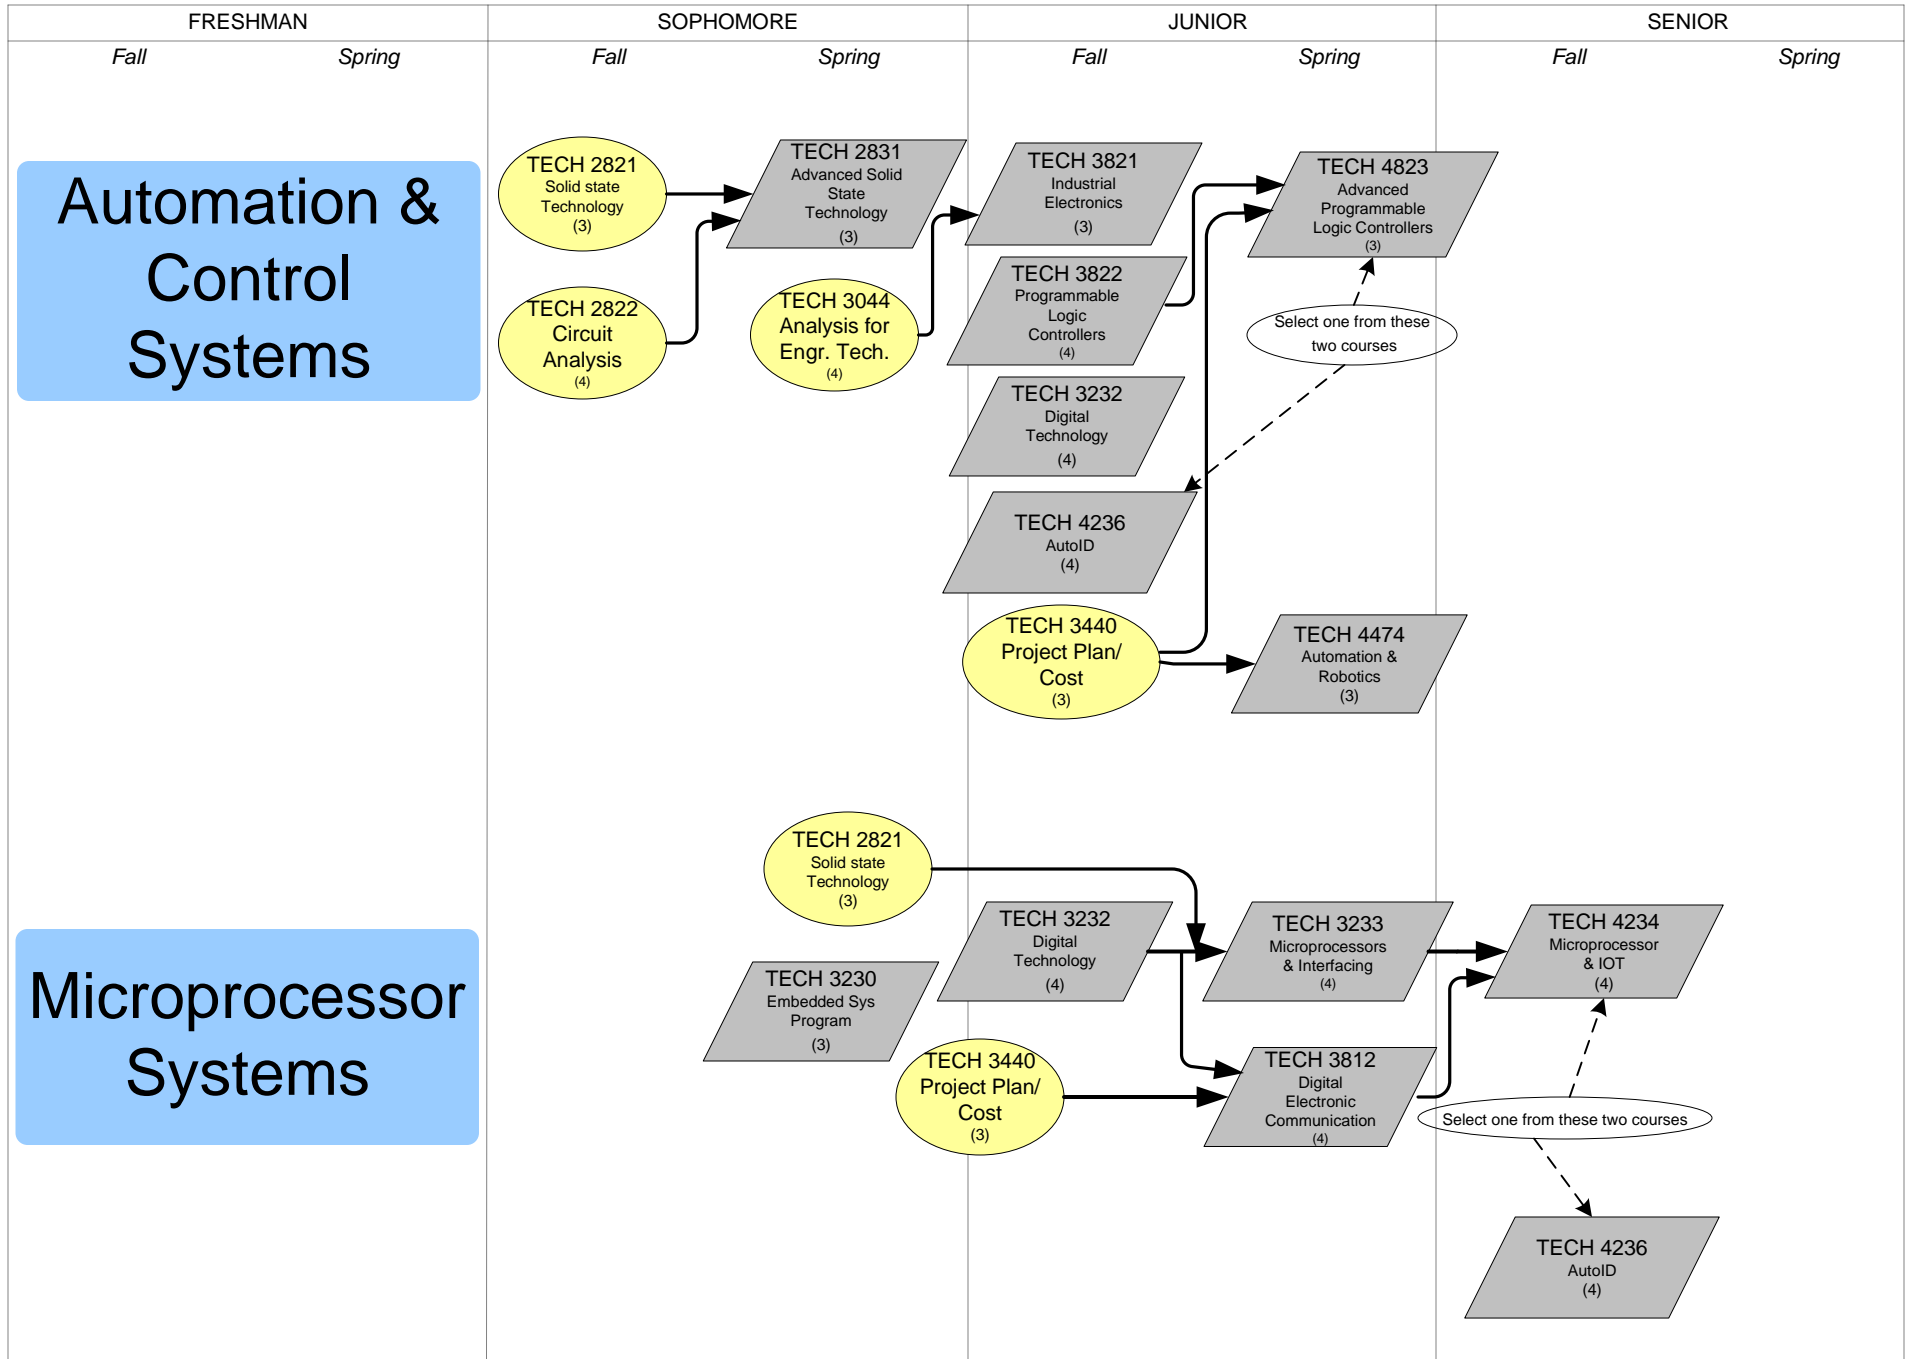 FRESHMAN
SOPHOMORE
JUNIOR
SENIOR
Fall
Spring
Fall
Spring
Fall
Spring
Fall
Spring
Automation &
Control
Systems
TECH 2821
Solid state
Technology
(3)
TECH 2831
Advanced Solid
State
Technology
(3)
TECH 3821
Industrial
Electronics
(3)
TECH 4823
Advanced
Programmable
Logic Controllers
(3)
TECH 2822
Circuit
Analysis
(4)
TECH 3044
Analysis for
Engr. Tech.
(4)
TECH 3822
Programmable
Logic
Controllers
(4)
Select one from these
two courses
TECH 3232
Digital
Technology
(4)
TECH 4236
AutoID
(4)
TECH 3440
Project Plan/
Cost
(3)
TECH 4474
Automation &
Robotics
(3)
Microprocessor
Systems
TECH 2821
Solid state
Technology
(3)
TECH 3232
Digital
Technology
(4)
TECH 3233
Microprocessors
& Interfacing
(4)
TECH 4234
Microprocessor
& IOT
(4)
TECH 3230
Embedded Sys
Program
(3)
TECH 3440
Project Plan/
Cost
(3)
TECH 3812
Digital
Electronic
Communication
(4)
Select one from these two courses
TECH 4236
AutoID
(4)